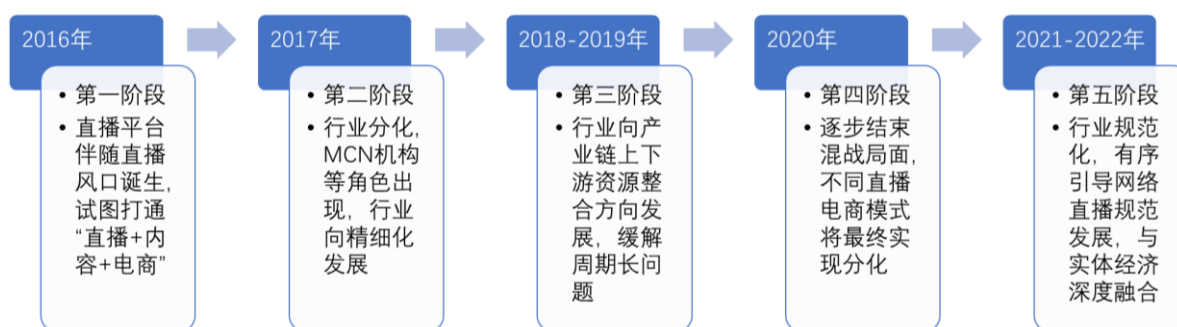 2016年
• 第一阶段
• 直播平台
伴随直播
风口诞生，
试图打通
“直播+内
容+电商”
2017年
• 第二阶段
• 行业分化，
MCN机构
等角色出
现，行业
向精细化
发展
2018-2019年
• 第三阶段
• 行业向产
业链上下
游资源整
合方向发
展，缓解
周期长问
题
2020年
• 第四阶段
• 逐步结束
混战局面，
不同直播
电商模式
将最终实
现分化
2021-2022年
• 第五阶段
• 行业规范
化，有序
引导网络
直播规范
发展，与
实体经济
深度融合